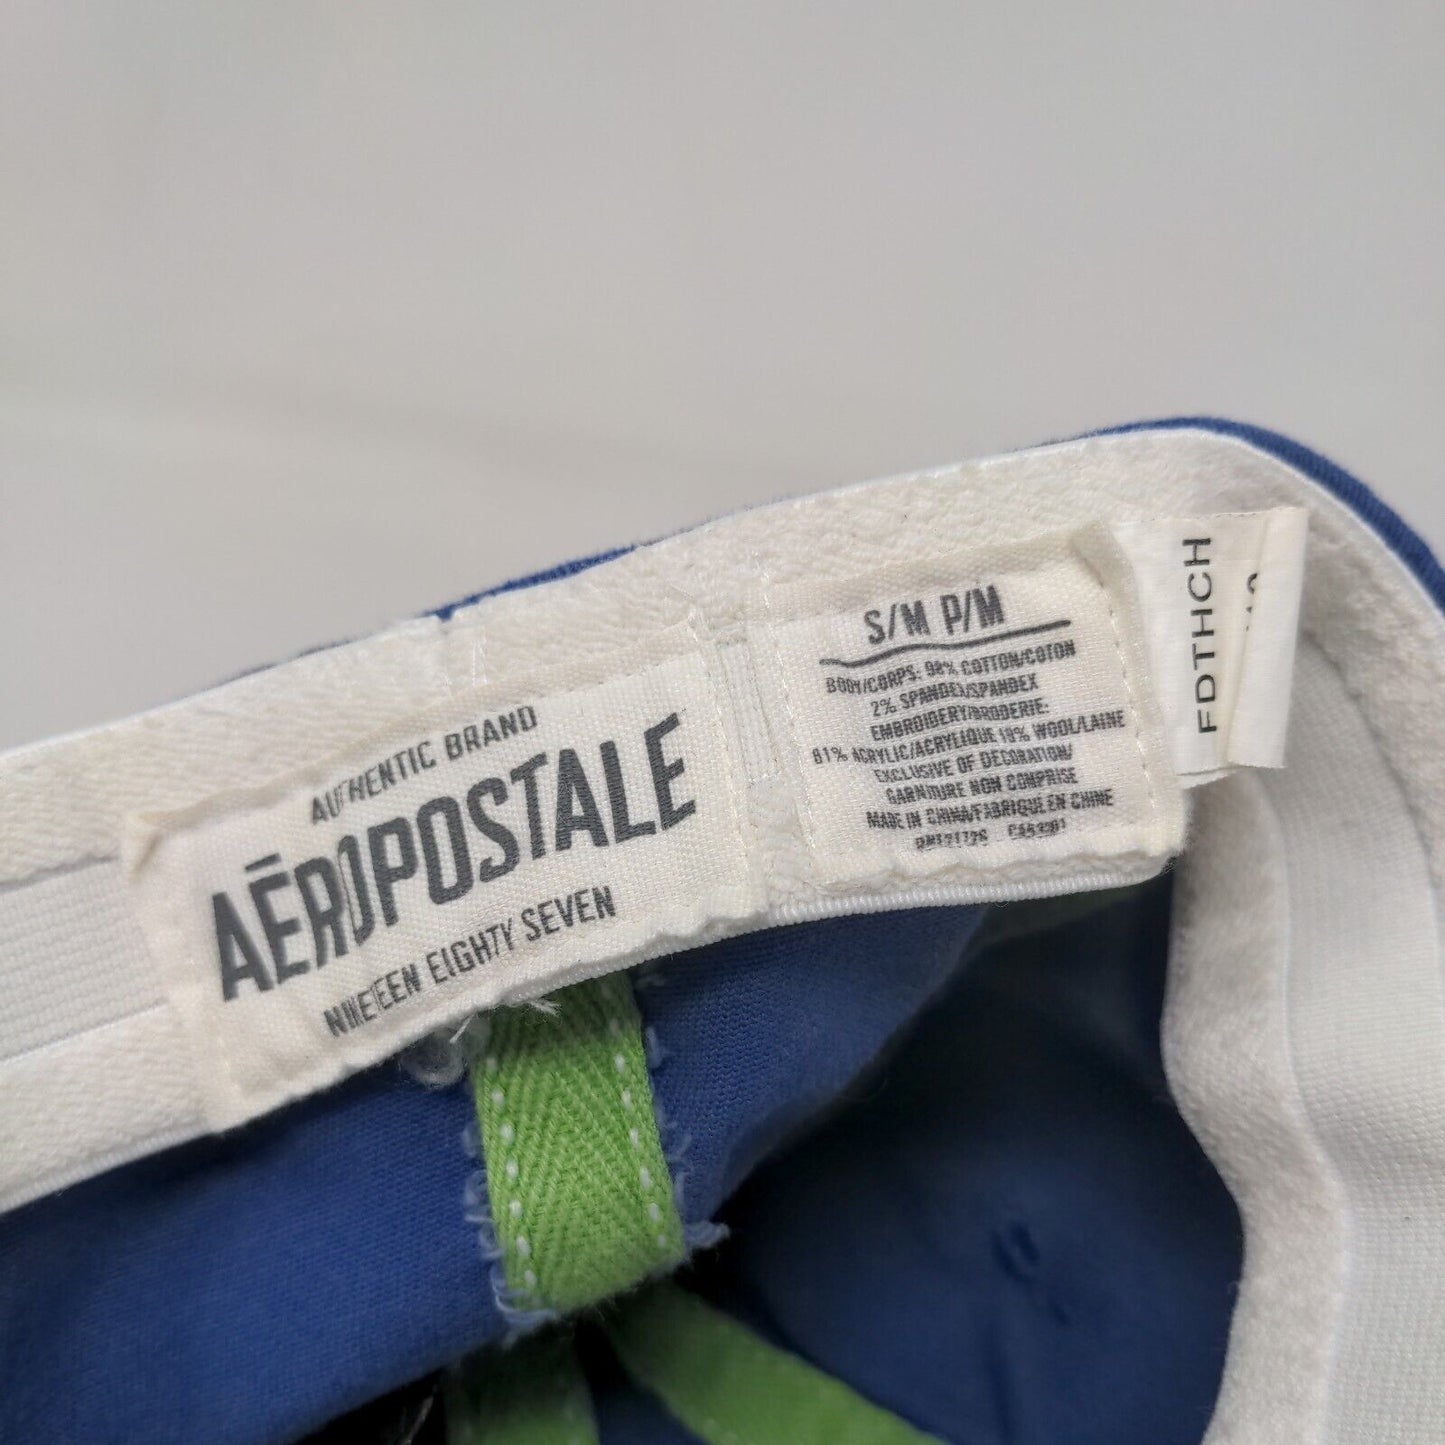 AUTHENTIC BRAND
AĒROPOSTALE
NINETEEN EIGHTY SEVEN
S/M P/M
BODY/CORPS: 98% COTTON/COTON
2% SPANDEX/SPANDEX
EMBROIDERY/BRODERIE:
81% ACRYLIC/ACRYLIQUE 19% WOOL/LAINE
EXCLUSIVE OF DECORATION/
GARNITURE NON COMPRISE
MADE IN CHINA/FABRIQUE EN CHINE
FDTHCH